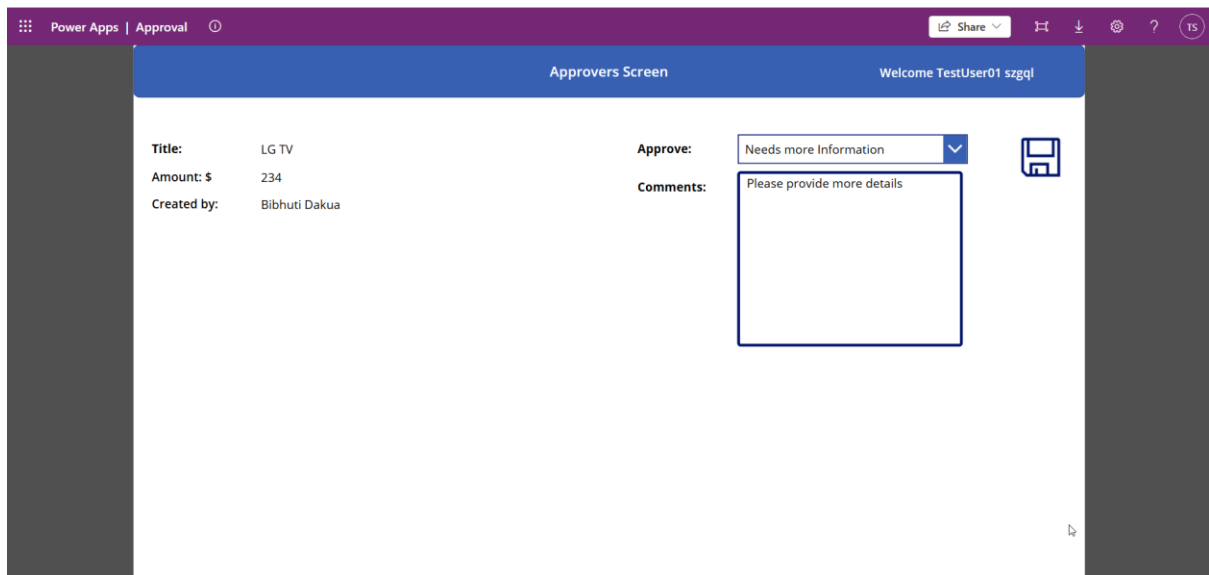 Power Apps | Approval
Share
?
TS
Approvers Screen
Welcome TestUser01 szgql
Title: LG TV
Approve: Needs more Information
Amount: $ 234
Comments: Please provide more details
Created by: Bibhuti Dakua